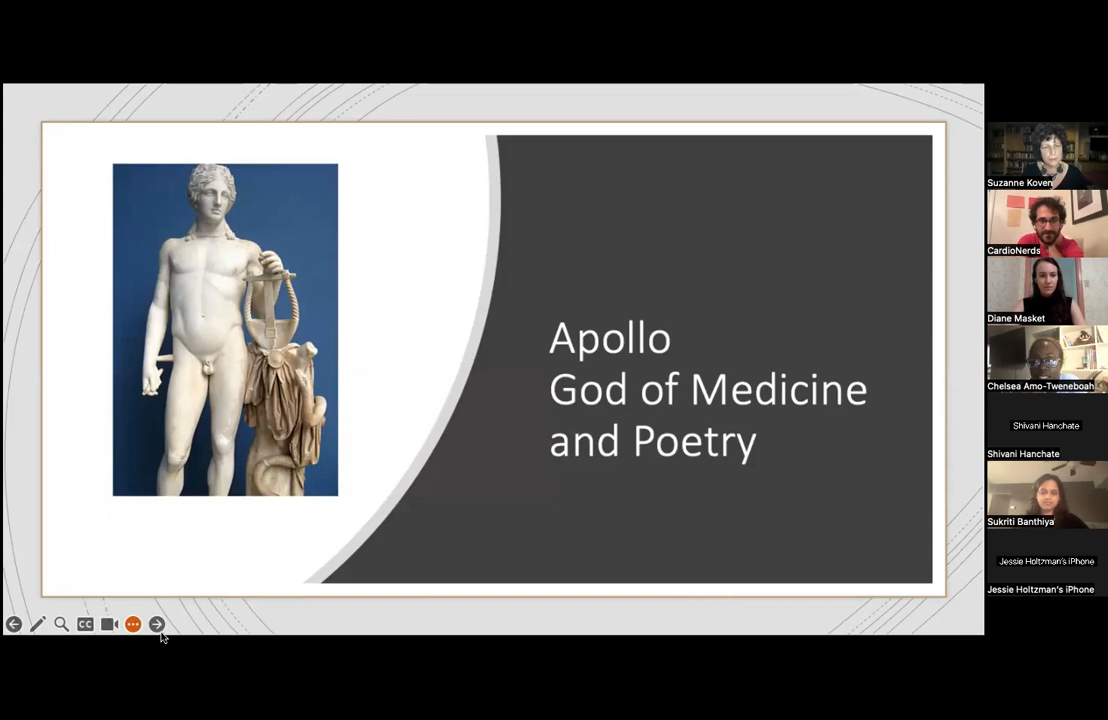 Apollo
God of Medicine
and Poetry
CC
Suzanne Koven
CardioNerds
Diane Masket
Chelsea Amo-Tweneboah
Shivani Hanchate
Shivani Hanchate
Sukriti Banthiya
Jessie Holtzman's iPhone
Jessie Holtzman's iPhone